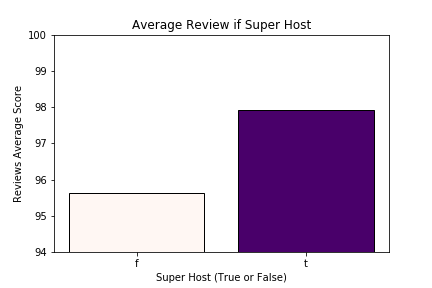 Average Review if Super Host
100
99
98
97
96
95
94
Reviews Average Score
f
t
Super Host (True or False)